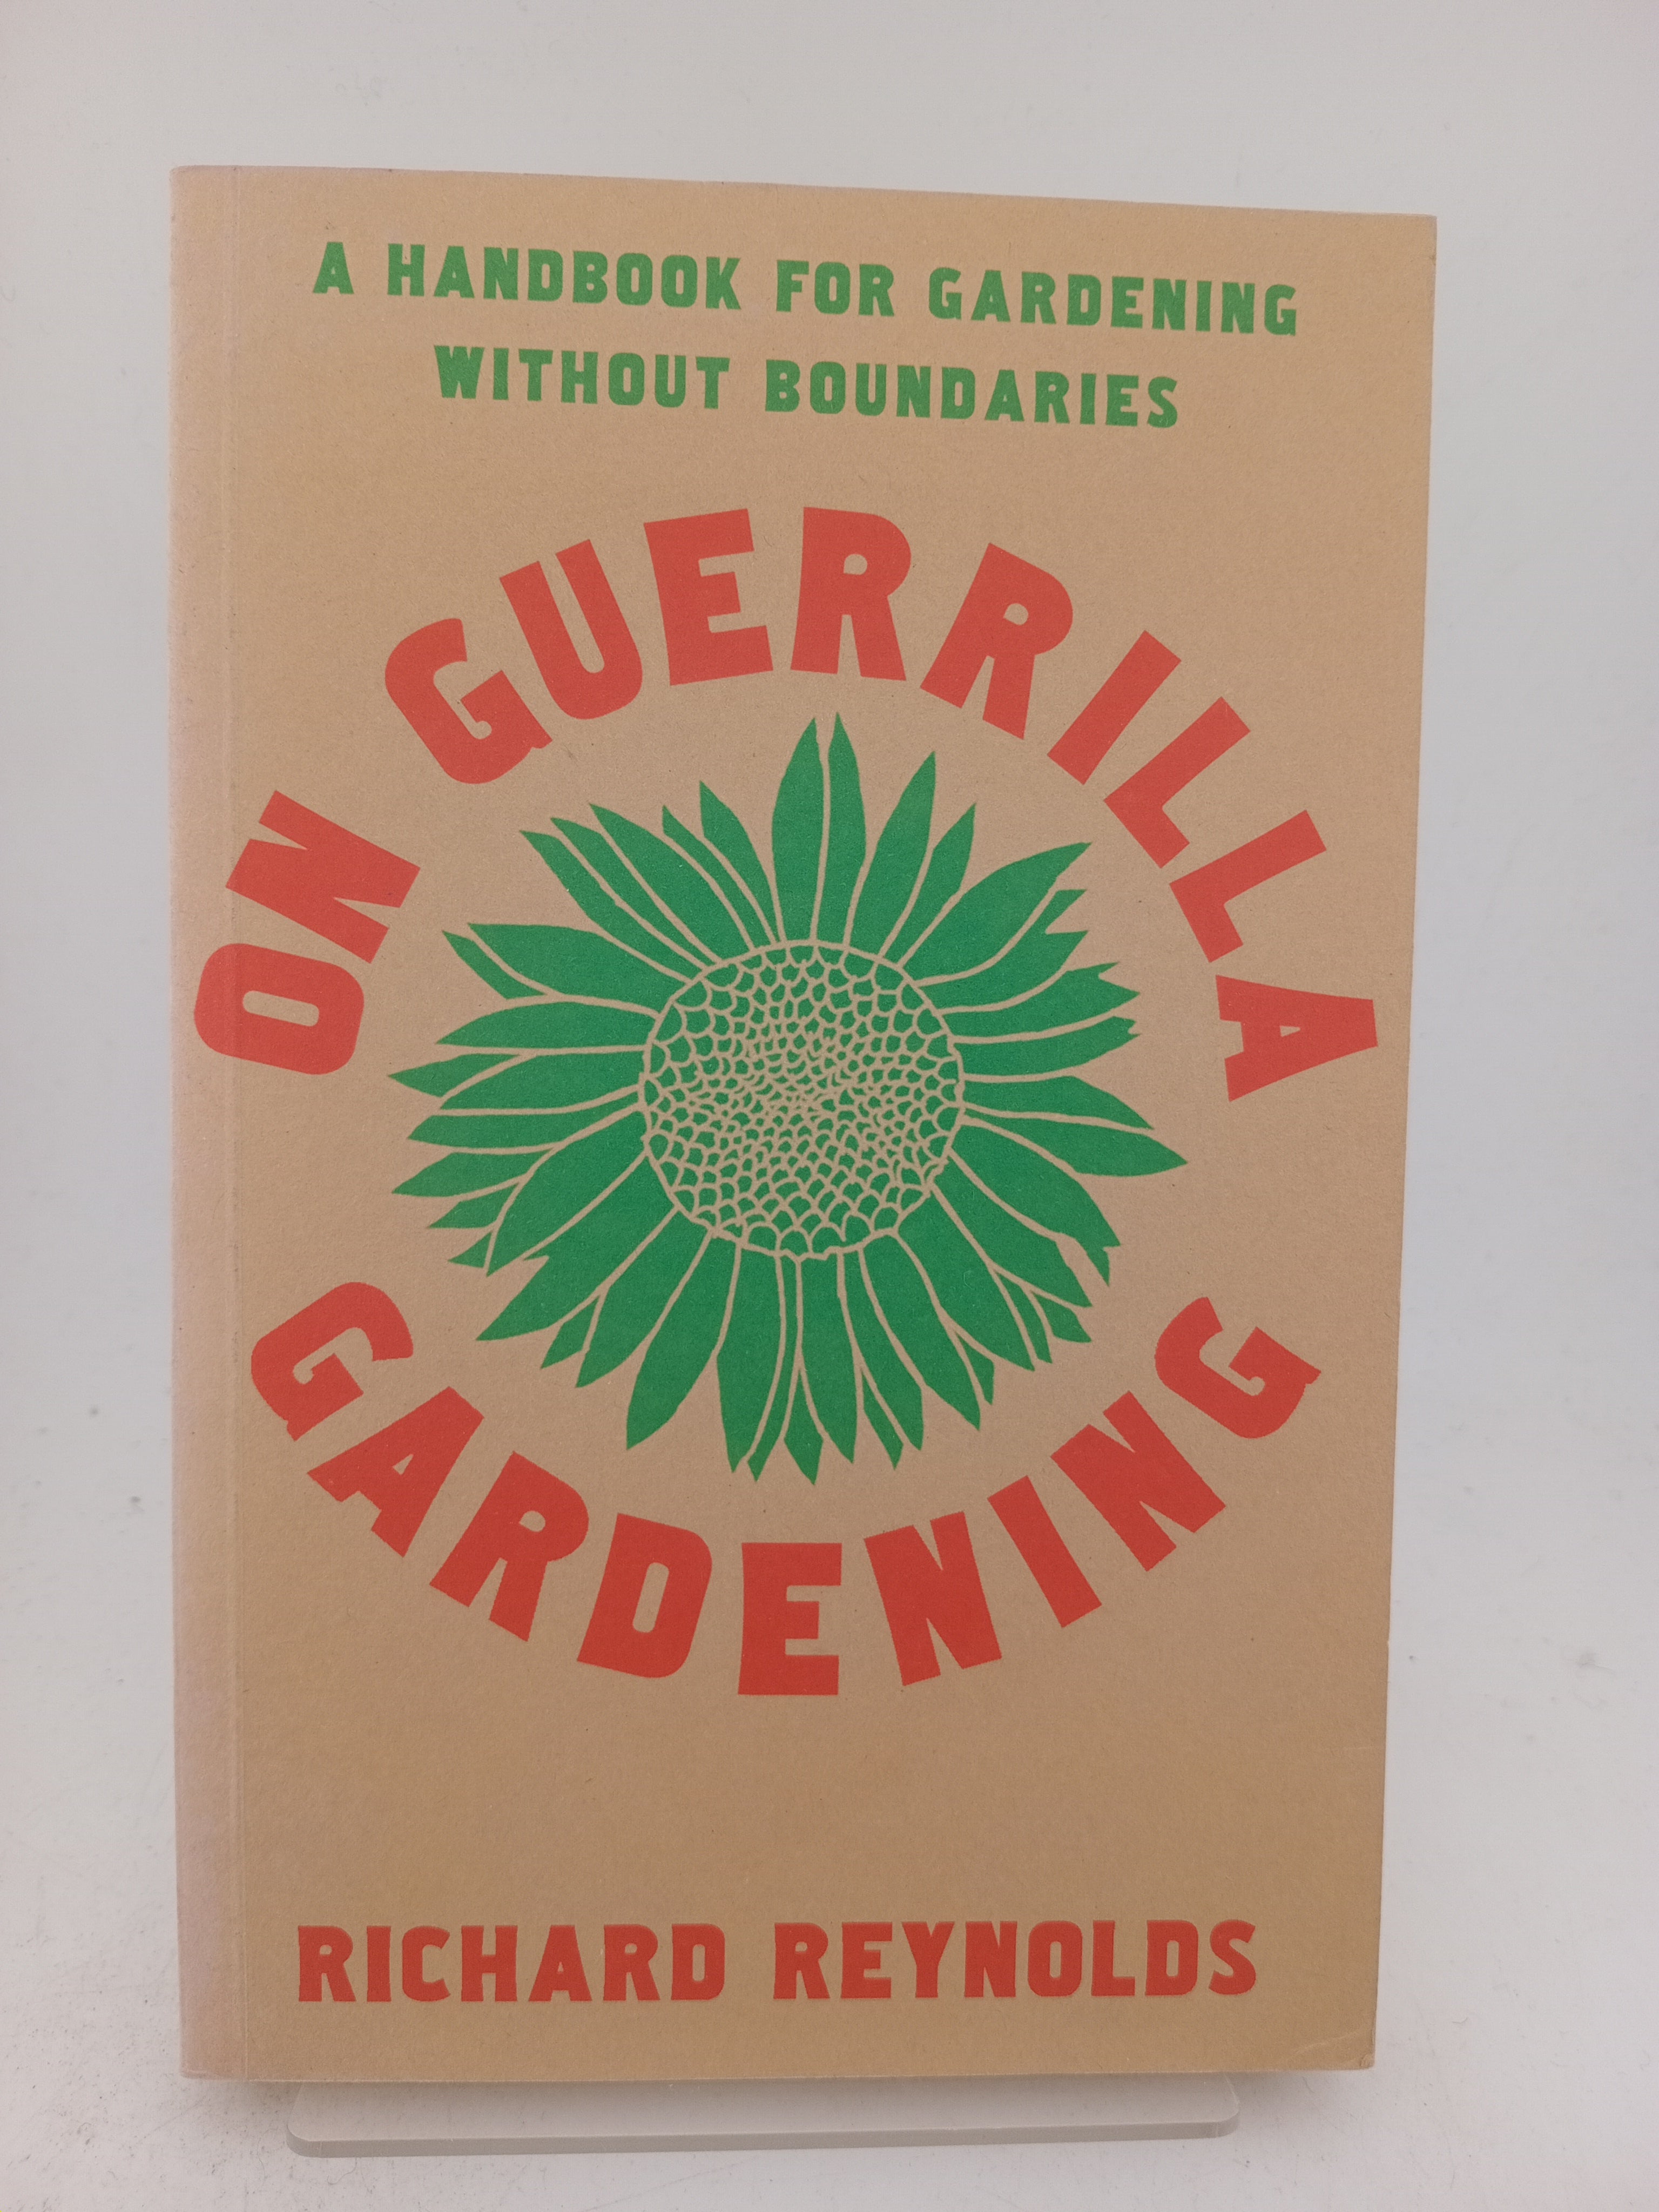 A HANDBOOK FOR GARDENING
WITHOUT BOUNDARIES
ON GUERRILLA
GARDENING
RICHARD REYNOLDS